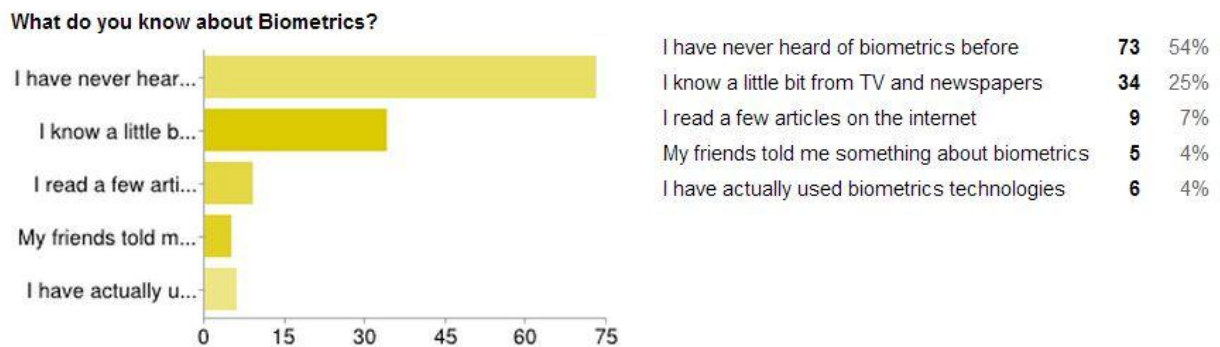 What do you know about Biometrics?
I have never hear...
I know a little b...
I read a few arti...
My friends told m...
I have actually u...
0 15 30 45 60 75
I have never heard of biometrics before 73 54%
I know a little bit from TV and newspapers 34 25%
I read a few articles on the internet 9 7%
My friends told me something about biometrics 5 4%
I have actually used biometrics technologies 6 4%